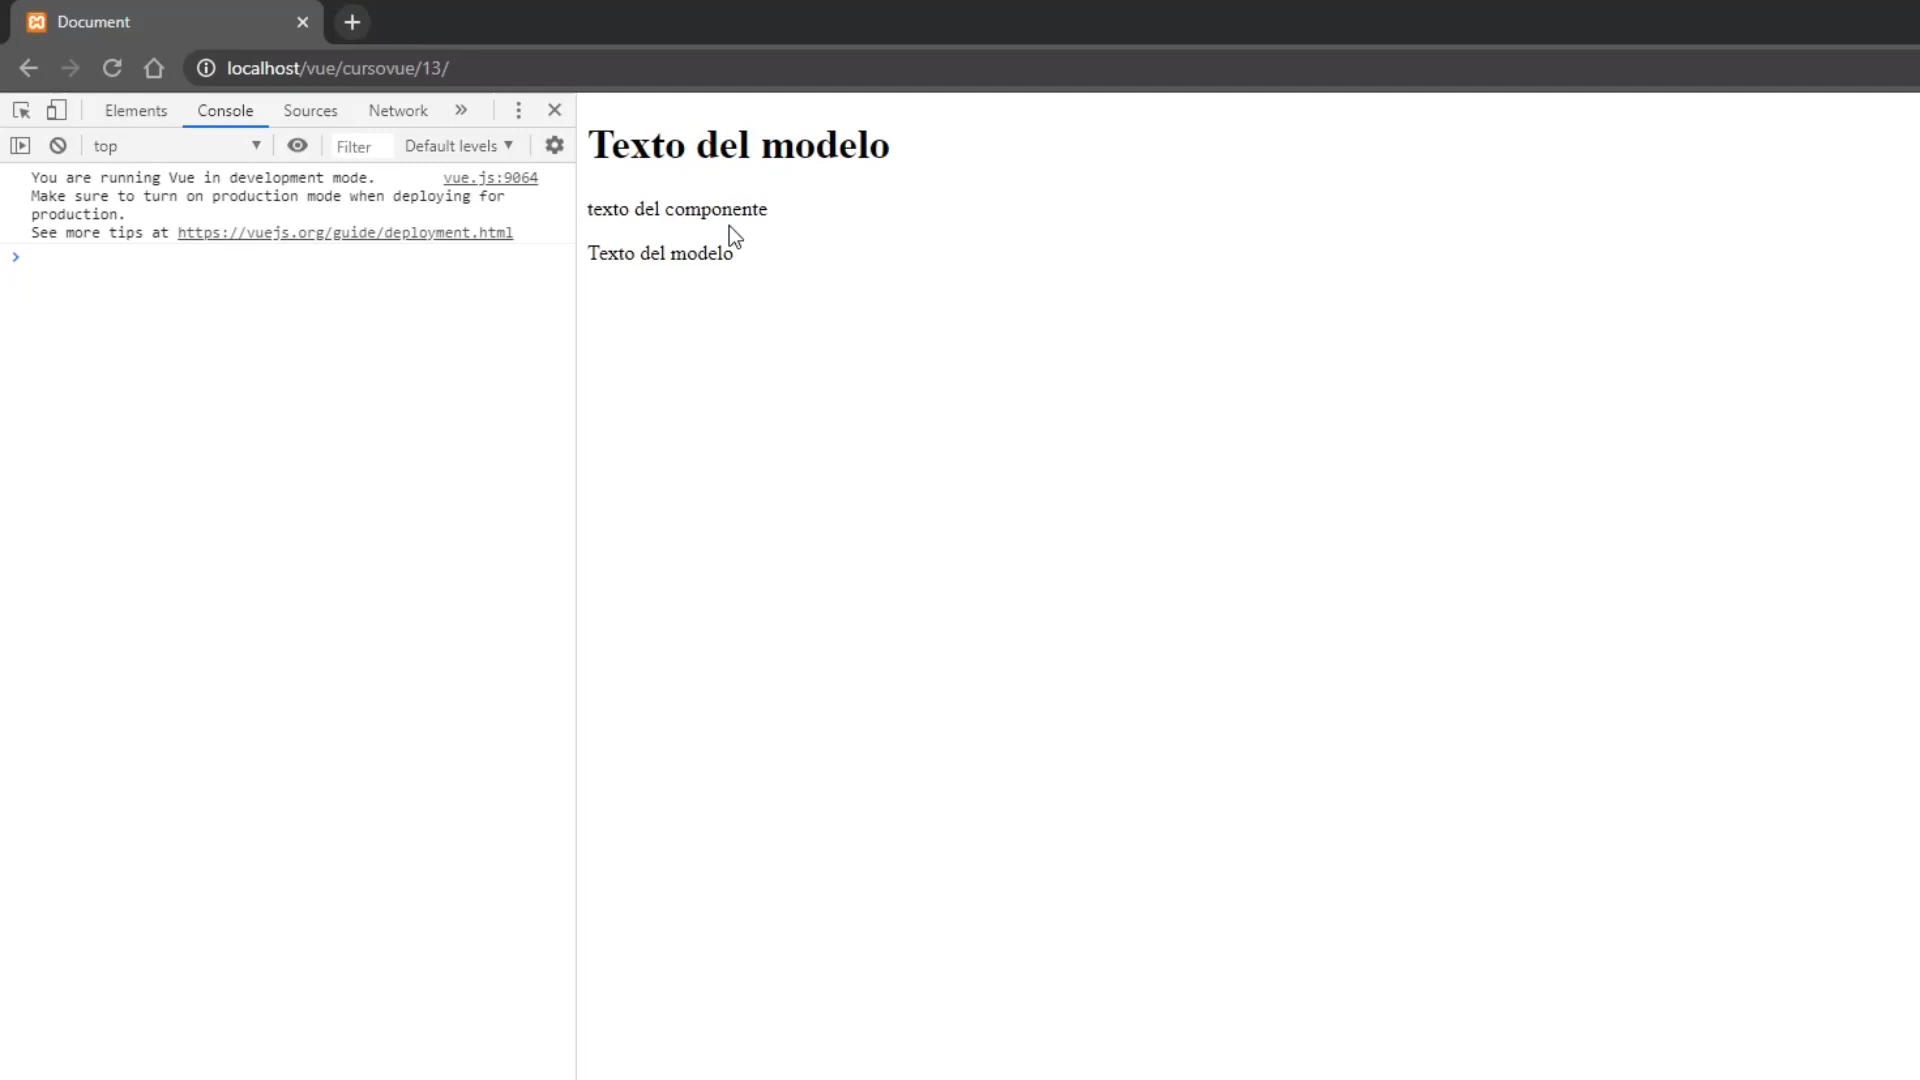 Document
localhost/vue/cursovue/13/
Elements Console Sources Network
top Filter Default levels
You are running Vue in development mode. vue.js:9064
Make sure to turn on production mode when deploying for
production.
See more tips at https://vuejs.org/guide/deployment.html
Texto del modelo
texto del componente
Texto del modelo